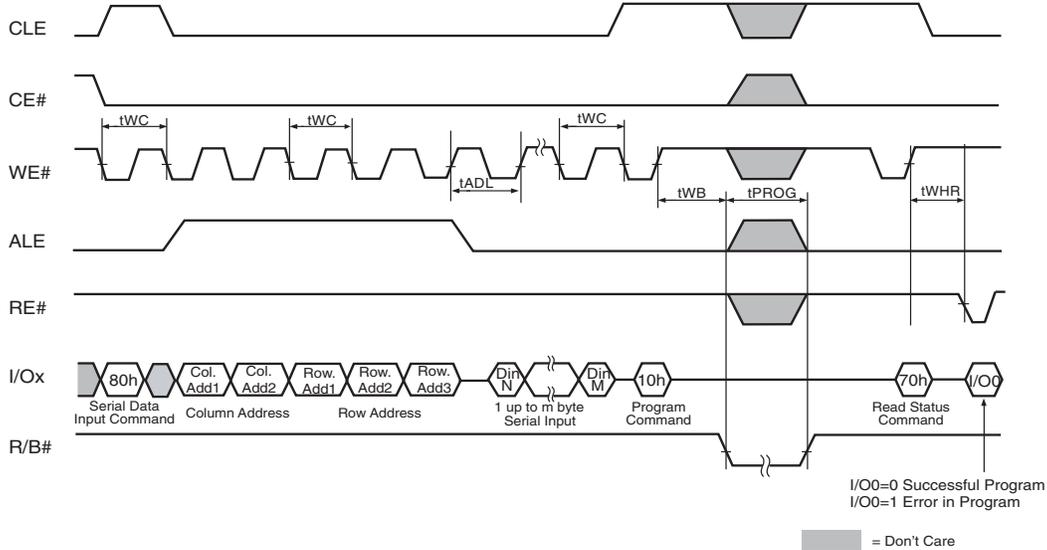 CLE
CE#
tWC
tWC
tWC
WE#
tADL
tWB
tPROG
tWHR
ALE
RE#
I/Ox
80h
Col.
Add1
Col.
Add2
Row.
Add1
Row.
Add2
Row.
Add3
Din
N
Din
M
10h
70h
I/O0
Serial Data
Input Command
Column Address
Row Address
1 up to m byte
Serial Input
Program
Command
Read Status
Command
R/B#
I/O0=0 Successful Program
I/O0=1 Error in Program
= Don't Care